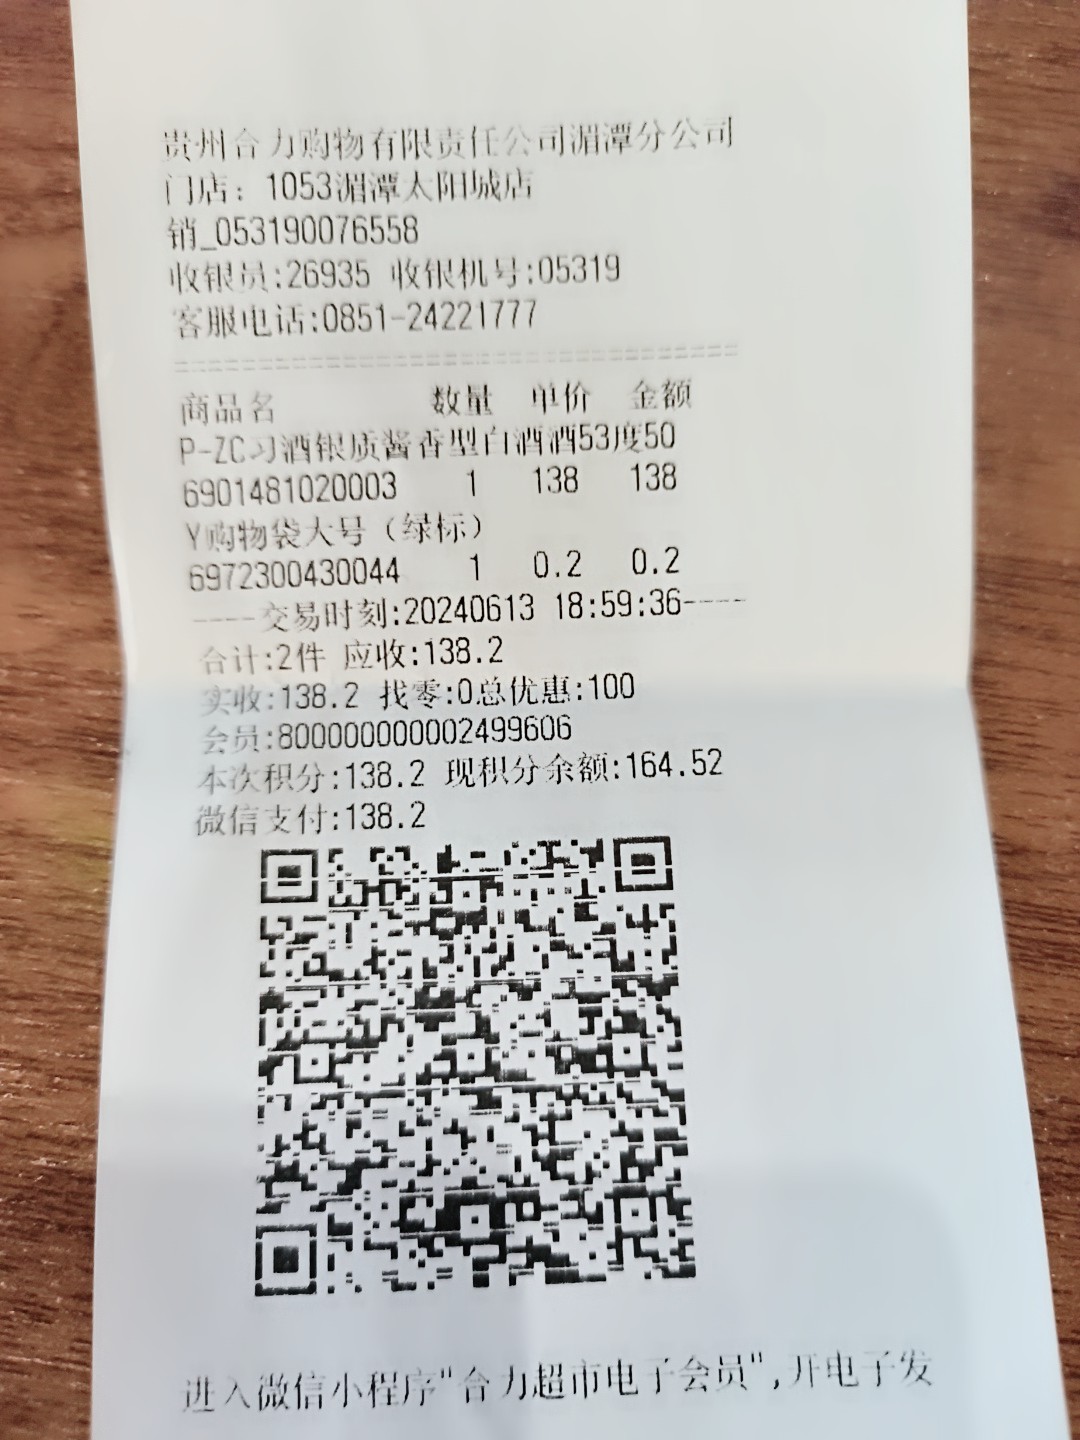 贵州合力购物有限责任公司湄潭分公司
门店：1053湄潭太阳城店
销_053190076558
收银员:26935 收银机号:05319
客服电话:0851-24221777
================================
商品名 数量 单价 金额
P-ZC习酒银质酱香型白酒酒53度50
6901481020003 1 138 138
Y购物袋大号（绿标）
6972300430044 1 0.2 0.2
----交易时刻:20240613 18:59:36----
合计:2件 应收:138.2
实收:138.2 找零:0总优惠:100
会员:800000000002499606
本次积分:138.2 现积分余额:164.52
微信支付:138.2
进入微信小程序"合力超市电子会员",开电子发